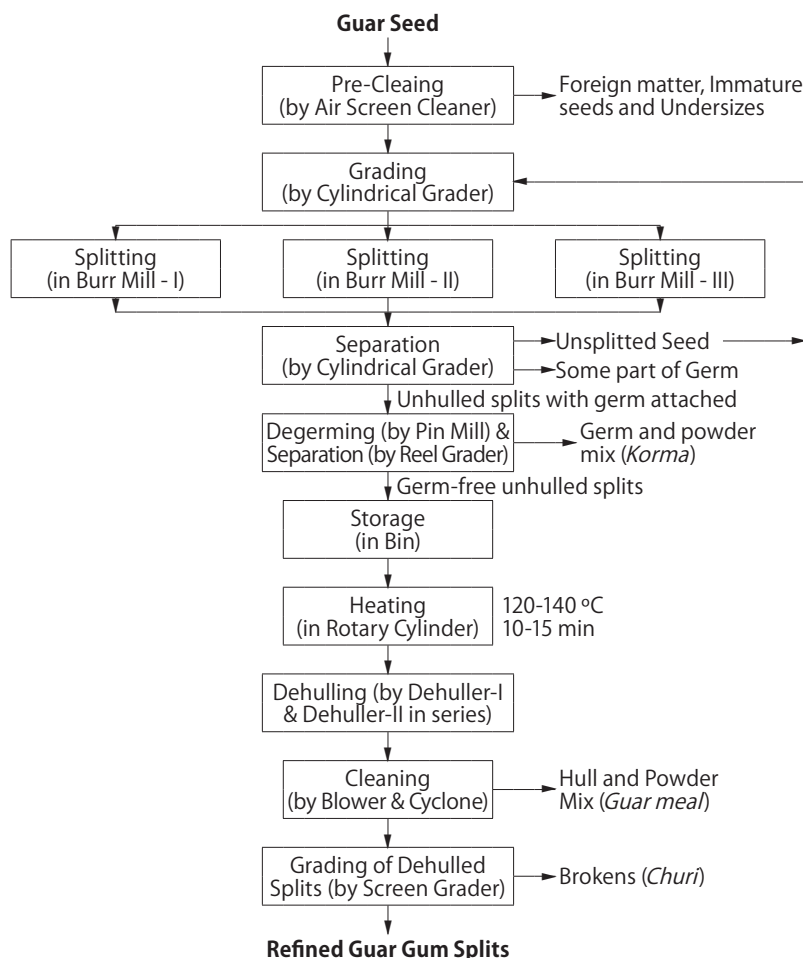 Guar Seed
Pre-Cleaing
(by Air Screen Cleaner)
Foreign matter, Immature
seeds and Undersizes
Grading
(by Cylindrical Grader)
Splitting
(in Burr Mill - I)
Splitting
(in Burr Mill - II)
Splitting
(in Burr Mill - III)
Separation
(by Cylindrical Grader)
Unsplitted Seed
Some part of Germ
Unhulled splits with germ attached
Degerming (by Pin Mill) &
Separation (by Reel Grader)
Germ and powder
mix (Korma)
Germ-free unhulled splits
Storage
(in Bin)
Heating
(in Rotary Cylinder)
120-140 ºC
10-15 min
Dehulling (by Dehuller-I
& Dehuller-II in series)
Cleaning
(by Blower & Cyclone)
Hull and Powder
Mix (Guar meal)
Grading of Dehulled
Splits (by Screen Grader)
Brokens (Churi)
Refined Guar Gum Splits